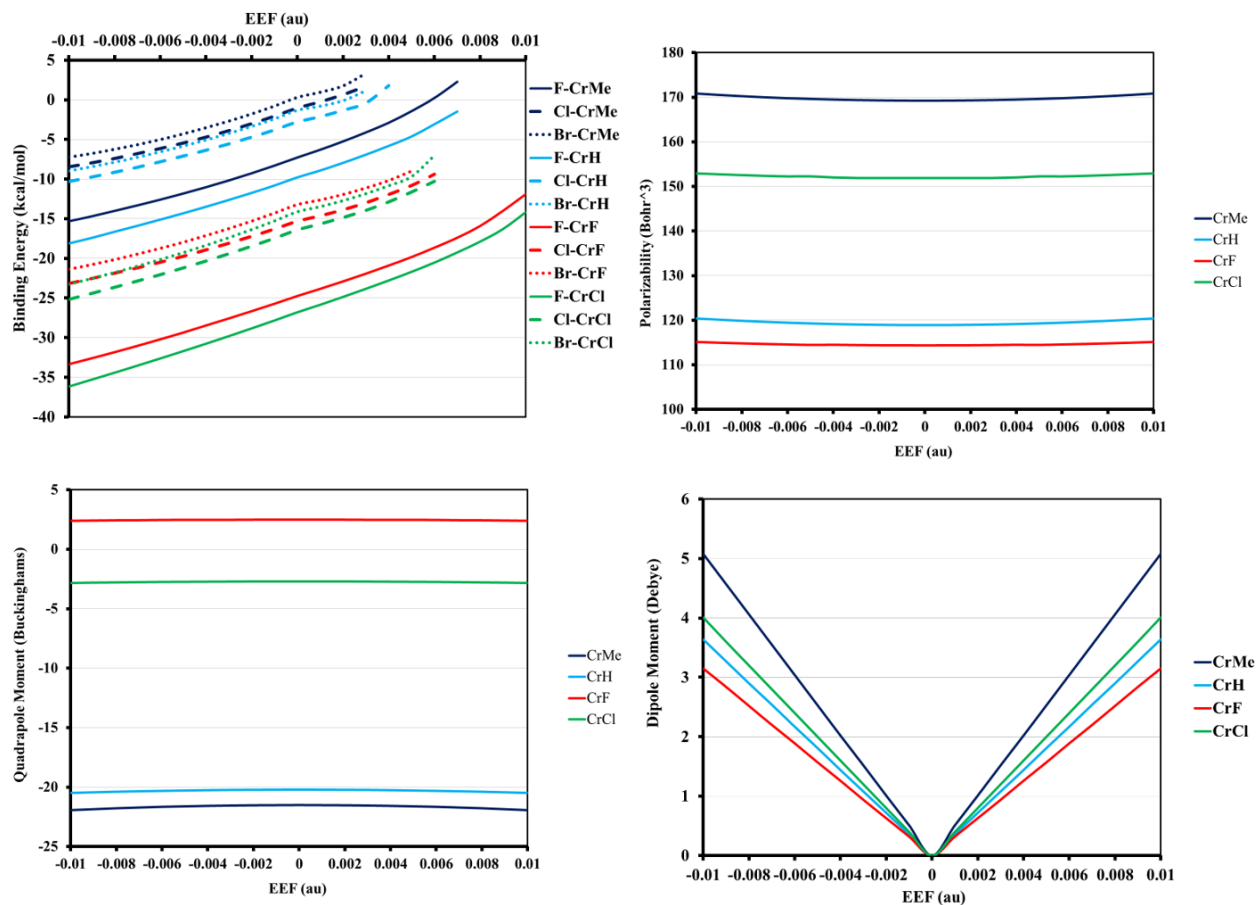 EEF (au)
-0.01 -0.008 -0.006 -0.004 -0.002 0 0.002 0.004 0.006 0.008 0.01
5
0
-5
-10
-15
-20
-25
-30
-35
-40
Binding Energy (kcal/mol)
F-CrMe
Cl-CrMe
Br-CrMe
F-CrH
Cl-CrH
Br-CrH
F-CrF
Cl-CrF
Br-CrF
F-CrCl
Cl-CrCl
Br-CrCl
180
170
160
150
140
130
120
110
100
Polarizability (Bohr^3)
-0.01 -0.008 -0.006 -0.004 -0.002 0 0.002 0.004 0.006 0.008 0.01
EEF (au)
CrMe
CrH
CrF
CrCl
5
0
-5
-10
-15
-20
-25
Quadrapole Moment (Buckinghams)
-0.01 -0.008 -0.006 -0.004 -0.002 0 0.002 0.004 0.006 0.008 0.01
EEF (au)
CrMe
CrH
CrF
CrCl
6
5
4
3
2
1
0
Dipole Moment (Debye)
-0.01 -0.008 -0.006 -0.004 -0.002 0 0.002 0.004 0.006 0.008 0.01
EEF (au)
CrMe
CrH
CrF
CrCl